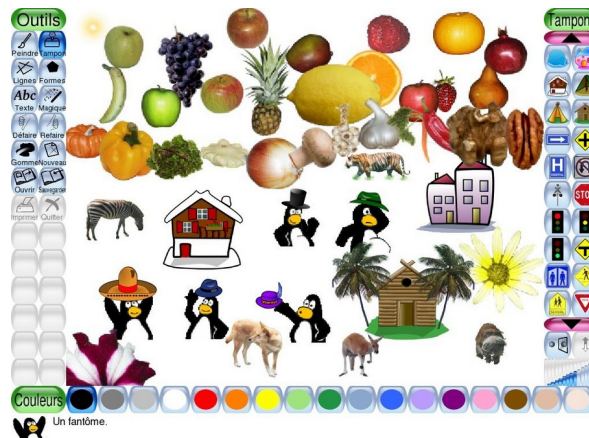 Outils
Tampon
Peindre Tampon
Lignes Formes
Abc
Texte Magique
Défaire Refaire
Gomme Nouveau
Ouvrir Sauvegarder
Imprimer Quitter
H
STOP
Couleurs
Un fantôme.